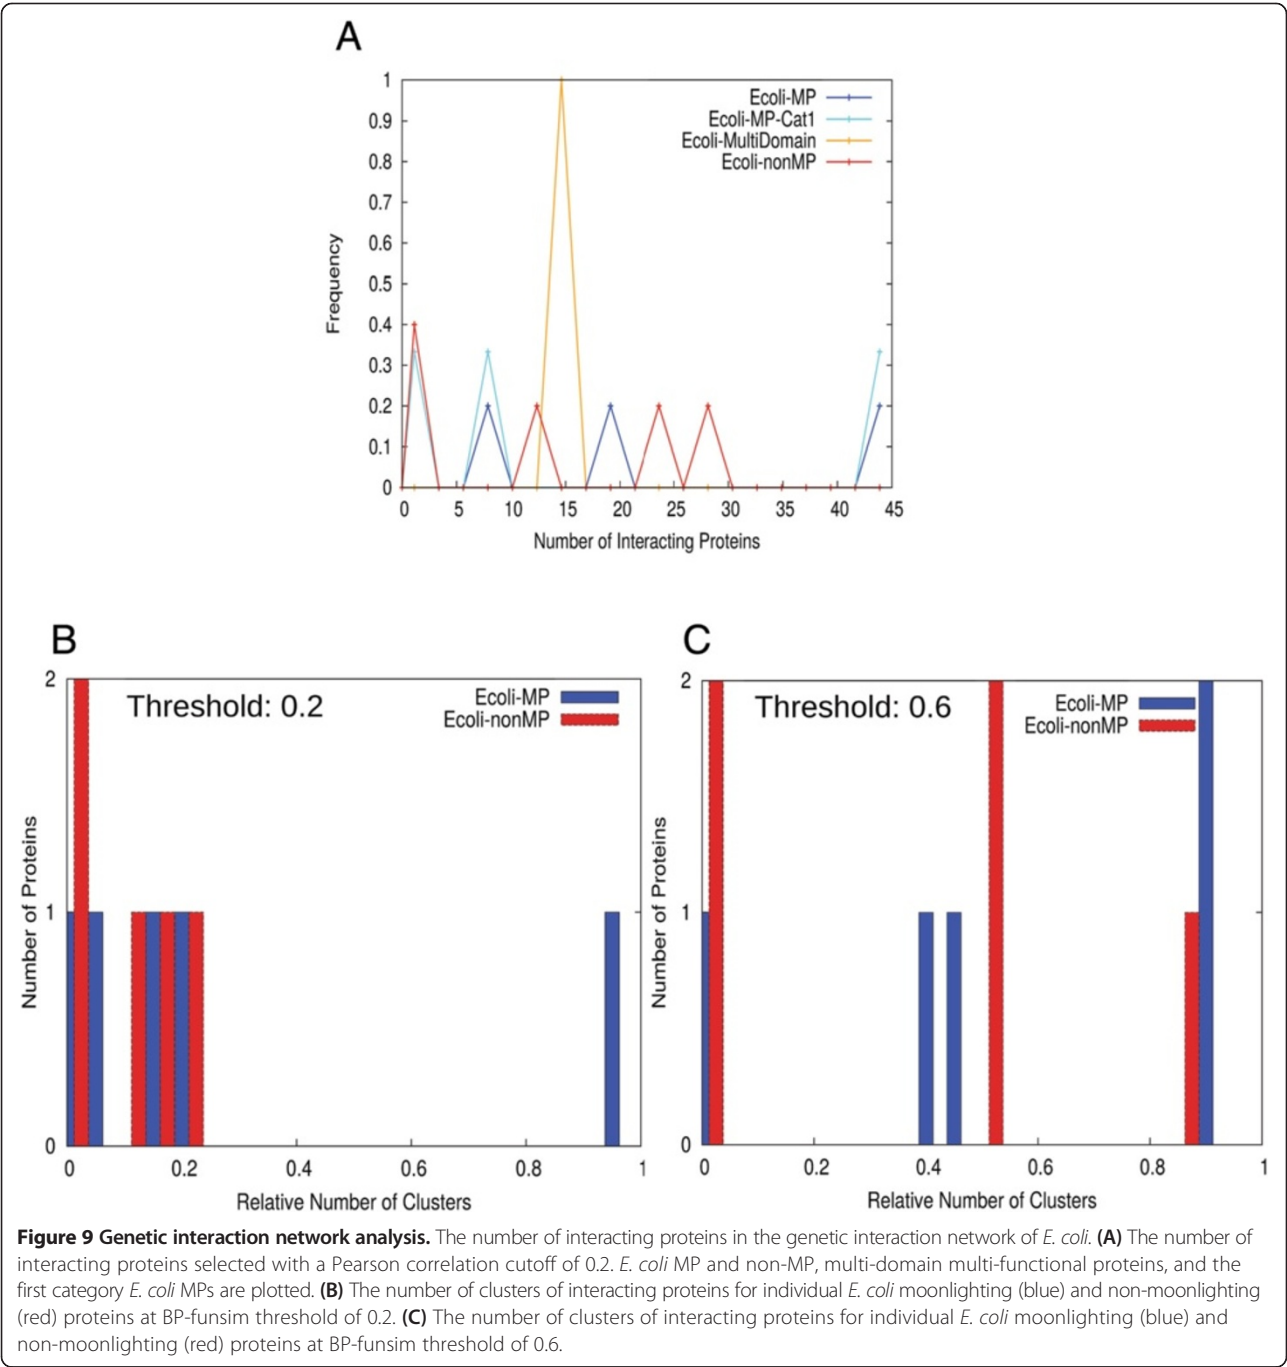 A
1
0.9
0.8
0.7
0.6
0.5
0.4
0.3
0.2
0.1
0
Frequency
Ecoli-MP
Ecoli-MP-Cat1
Ecoli-MultiDomain
Ecoli-nonMP
0 5 10 15 20 25 30 35 40 45
Number of Interacting Proteins
B
2
1
0
Number of Proteins
Threshold: 0.2
Ecoli-MP
Ecoli-nonMP
0 0.2 0.4 0.6 0.8 1
Relative Number of Clusters
C
2
1
0
Number of Proteins
Threshold: 0.6
Ecoli-MP
Ecoli-nonMP
0 0.2 0.4 0.6 0.8 1
Relative Number of Clusters
Figure 9 Genetic interaction network analysis. The number of interacting proteins in the genetic interaction network of E. coli. (A) The number of
interacting proteins selected with a Pearson correlation cutoff of 0.2. E. coli MP and non-MP, multi-domain multi-functional proteins, and the
first category E. coli MPs are plotted. (B) The number of clusters of interacting proteins for individual E. coli moonlighting (blue) and non-moonlighting
(red) proteins at BP-funsim threshold of 0.2. (C) The number of clusters of interacting proteins for individual E. coli moonlighting (blue) and
non-moonlighting (red) proteins at BP-funsim threshold of 0.6.